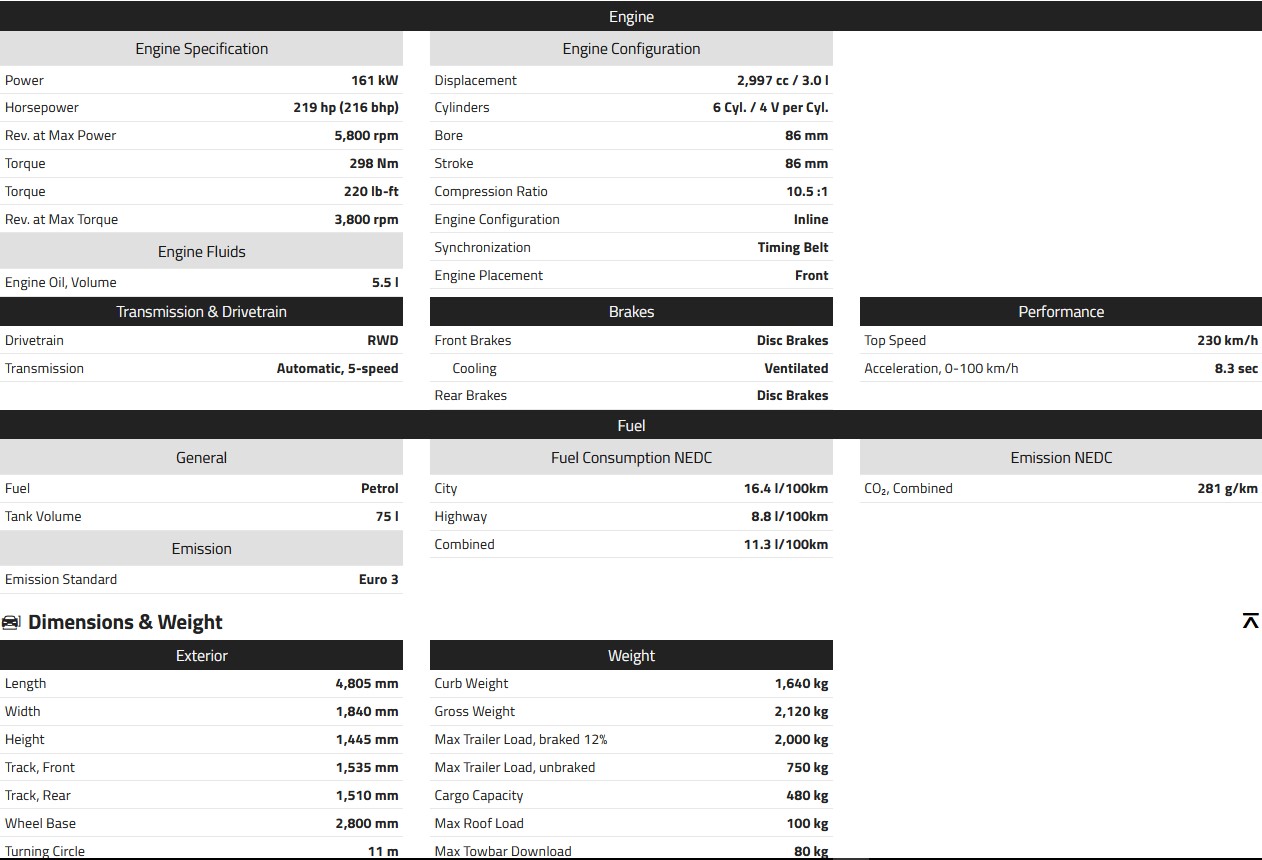 Engine
Engine Specification
Power 161 kW
Horsepower 219 hp (216 bhp)
Rev. at Max Power 5,800 rpm
Torque 298 Nm
Torque 220 lb-ft
Rev. at Max Torque 3,800 rpm
Engine Fluids
Engine Oil, Volume 5.5 l
Engine Configuration
Displacement 2,997 cc / 3.0 l
Cylinders 6 Cyl. / 4 V per Cyl.
Bore 86 mm
Stroke 86 mm
Compression Ratio 10.5 :1
Engine Configuration Inline
Synchronization Timing Belt
Engine Placement Front
Transmission & Drivetrain
Drivetrain RWD
Transmission Automatic, 5-speed
Brakes
Front Brakes Disc Brakes
Cooling Ventilated
Rear Brakes Disc Brakes
Performance
Top Speed 230 km/h
Acceleration, 0-100 km/h 8.3 sec
Fuel
General
Fuel Petrol
Tank Volume 75 l
Emission
Emission Standard Euro 3
Fuel Consumption NEDC
City 16.4 l/100km
Highway 8.8 l/100km
Combined 11.3 l/100km
Emission NEDC
CO₂, Combined 281 g/km
Dimensions & Weight
Exterior
Length 4,805 mm
Width 1,840 mm
Height 1,445 mm
Track, Front 1,535 mm
Track, Rear 1,510 mm
Wheel Base 2,800 mm
Turning Circle 11 m
Weight
Curb Weight 1,640 kg
Gross Weight 2,120 kg
Max Trailer Load, braked 12% 2,000 kg
Max Trailer Load, unbraked 750 kg
Cargo Capacity 480 kg
Max Roof Load 100 kg
Max Towbar Download 80 kg